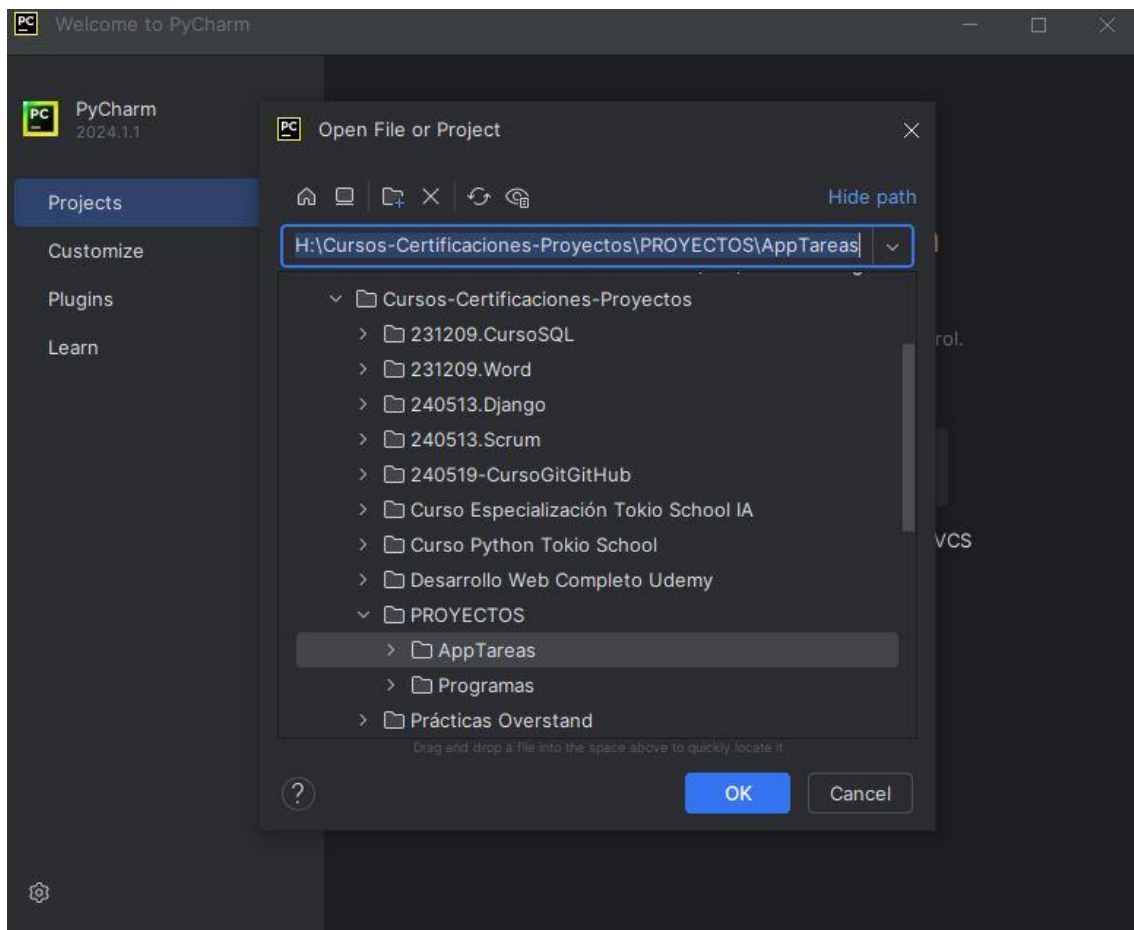 PC Welcome to PyCharm
PC PyCharm
2024.1.1
Projects
Customize
Plugins
Learn
PC Open File or Project
Hide path
H:\Cursos-Certificaciones-Proyectos\PROYECTOS\AppTareas
Cursos-Certificaciones-Proyectos
231209.CursoSQL
231209.Word
240513.Django
240513.Scrum
240519-CursoGitGitHub
Curso Especialización Tokio School IA
Curso Python Tokio School
Desarrollo Web Completo Udemy
PROYECTOS
AppTareas
Programas
Prácticas Overstand
Drag and drop a file into the space above to quickly locate it
? OK Cancel
rol.
VCS